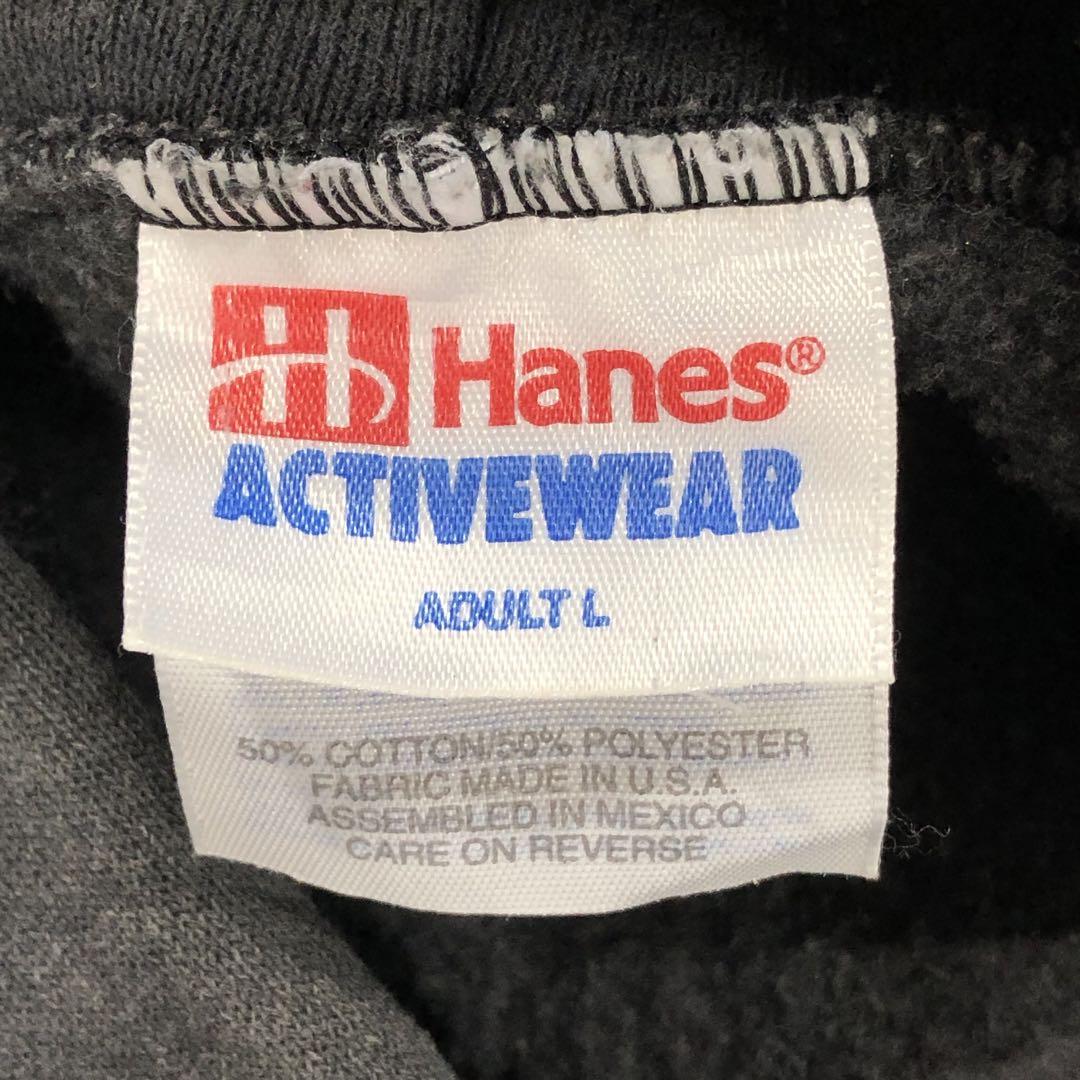 H Hanes®
ACTIVEWEAR
ADULT L
50% COTTON/50% POLYESTER
FABRIC MADE IN U.S.A.
ASSEMBLED IN MEXICO
CARE ON REVERSE